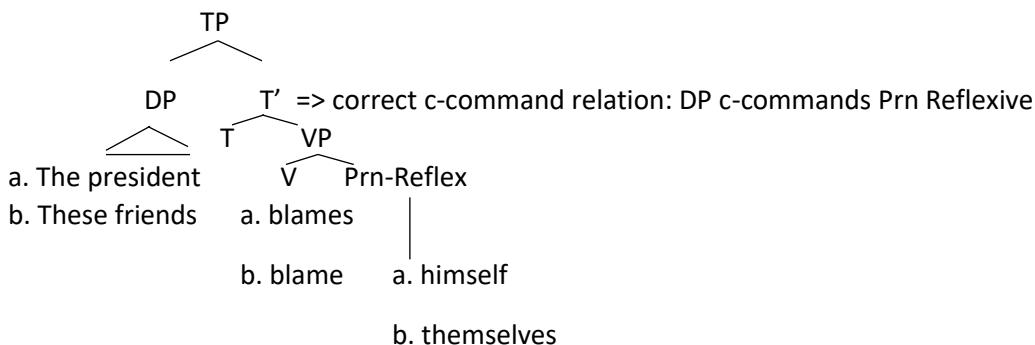 TP
DP T’ => correct c-command relation: DP c-commands Prn Reflexive
T VP
a. The president V Prn-Reflex
b. These friends a. blames
b. blame a. himself
b. themselves